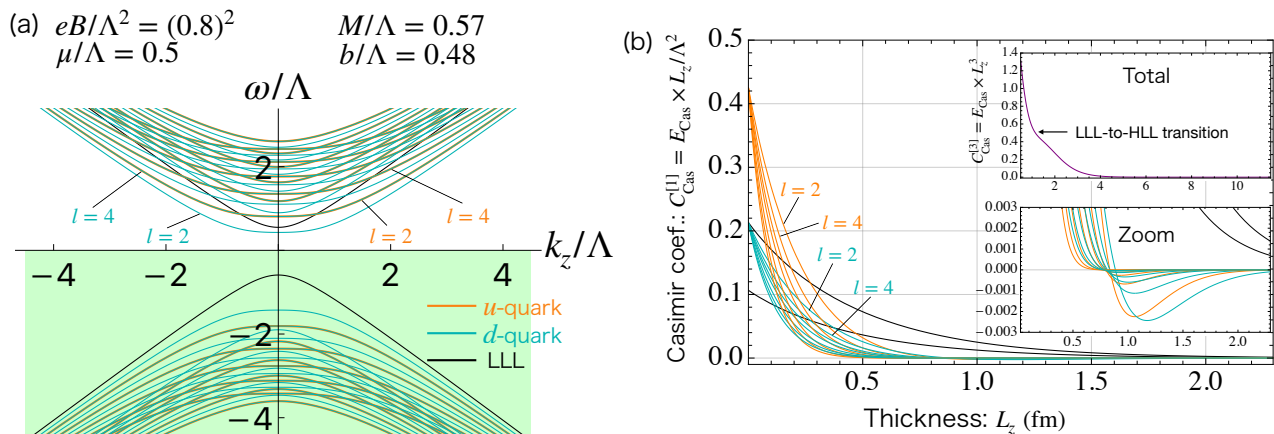 (a) eB/Λ² = (0.8)² M/Λ = 0.57
μ/Λ = 0.5 b/Λ = 0.48
ω/Λ
2
l = 4
l = 2
l = 2
l = 4
−4 −2 0 2 4
k_z/Λ
−2
−4
u-quark
d-quark
LLL
(b)
Casimir coef.: C_Cas^[1] = E_Cas × L_z/Λ²
0.5
0.4
0.3
0.2
0.1
0.0
l = 2
l = 4
l = 2
l = 4
0.5 1.0 1.5 2.0
Thickness: L_z (fm)
C_Cas^[3] = E_Cas × L_z³
1.4
1.2
1.0
0.8
0.6
0.4
0.2
0.0
Total
LLL-to-HLL transition
2 4 6 8 10
0.003
0.002
0.001
0.000
−0.001
−0.002
−0.003
Zoom
0.5 1.0 1.5 2.0